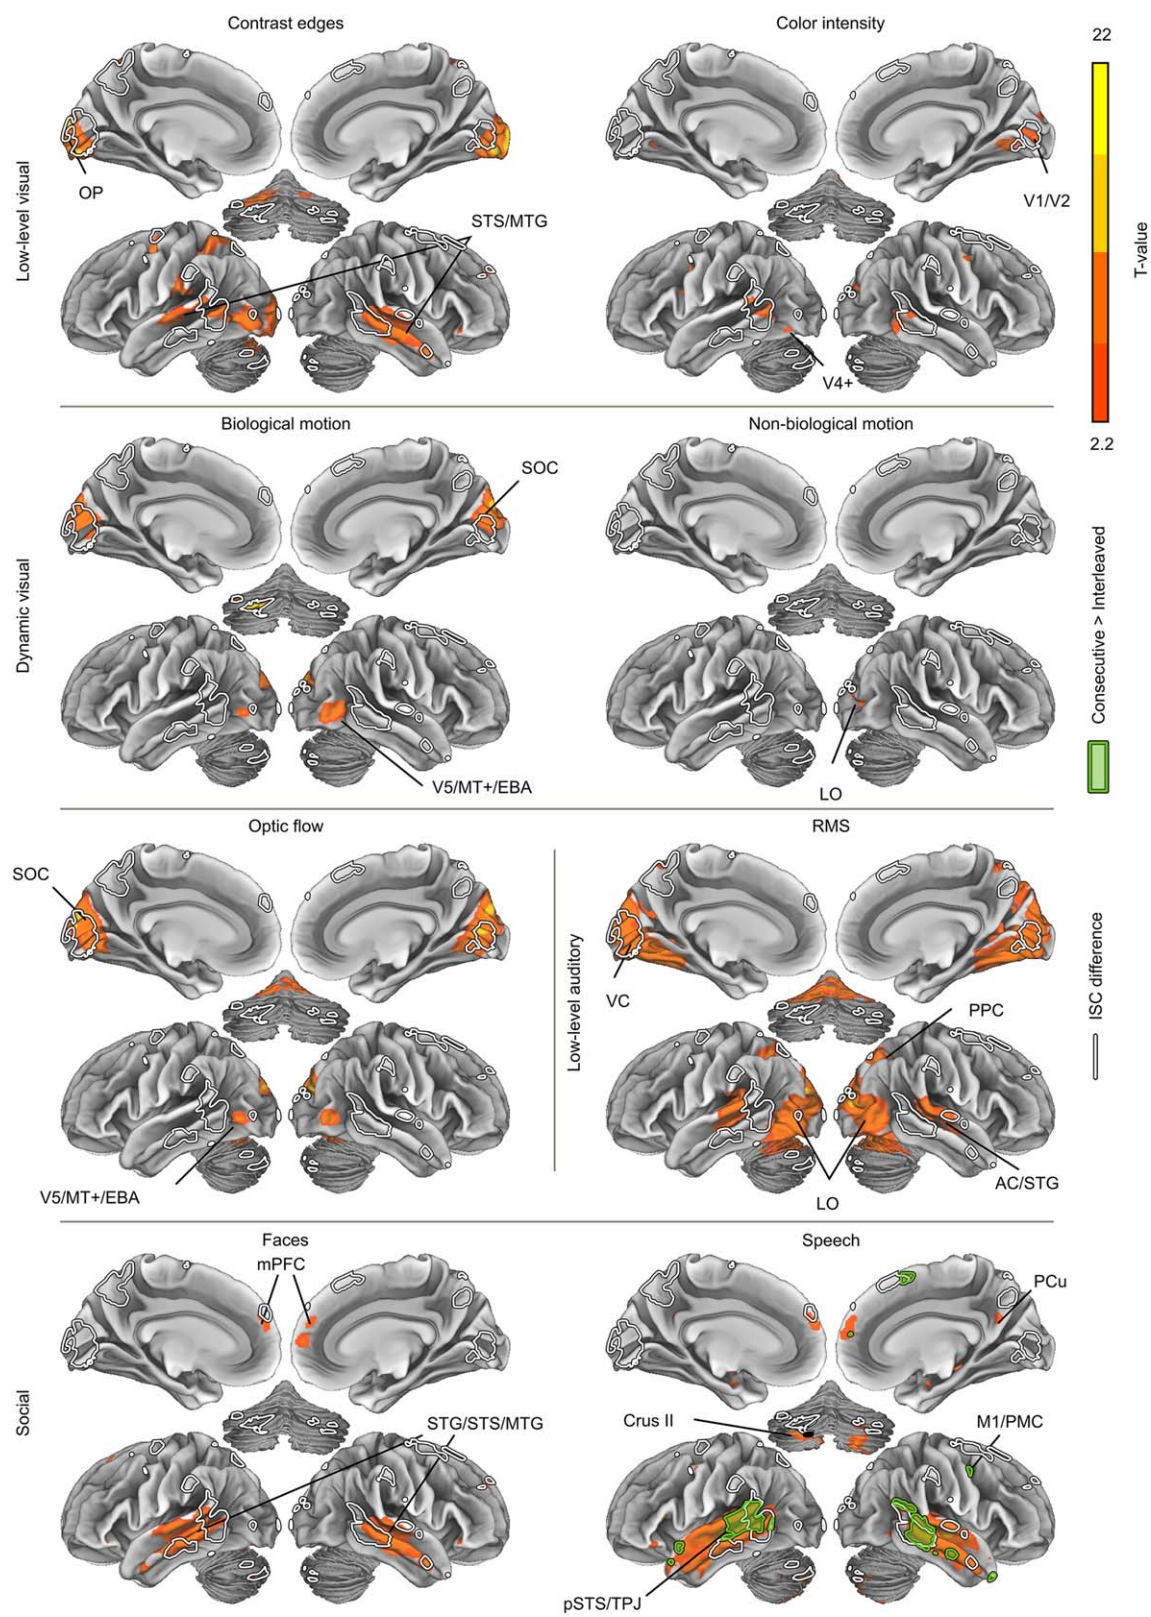 Contrast edges
Color intensity
22
OP
V1/V2
STS/MTG
Low-level visual
T-value
V4+
2.2
Biological motion
Non-biological motion
SOC
Dynamic visual
Consecutive > Interleaved
V5/MT+/EBA
LO
Optic flow
RMS
SOC
Low-level auditory
ISC difference
VC
PPC
V5/MT+/EBA
AC/STG
LO
Faces
mPFC
Speech
PCu
Social
STG/STS/MTG
Crus II
M1/PMC
pSTS/TPJ